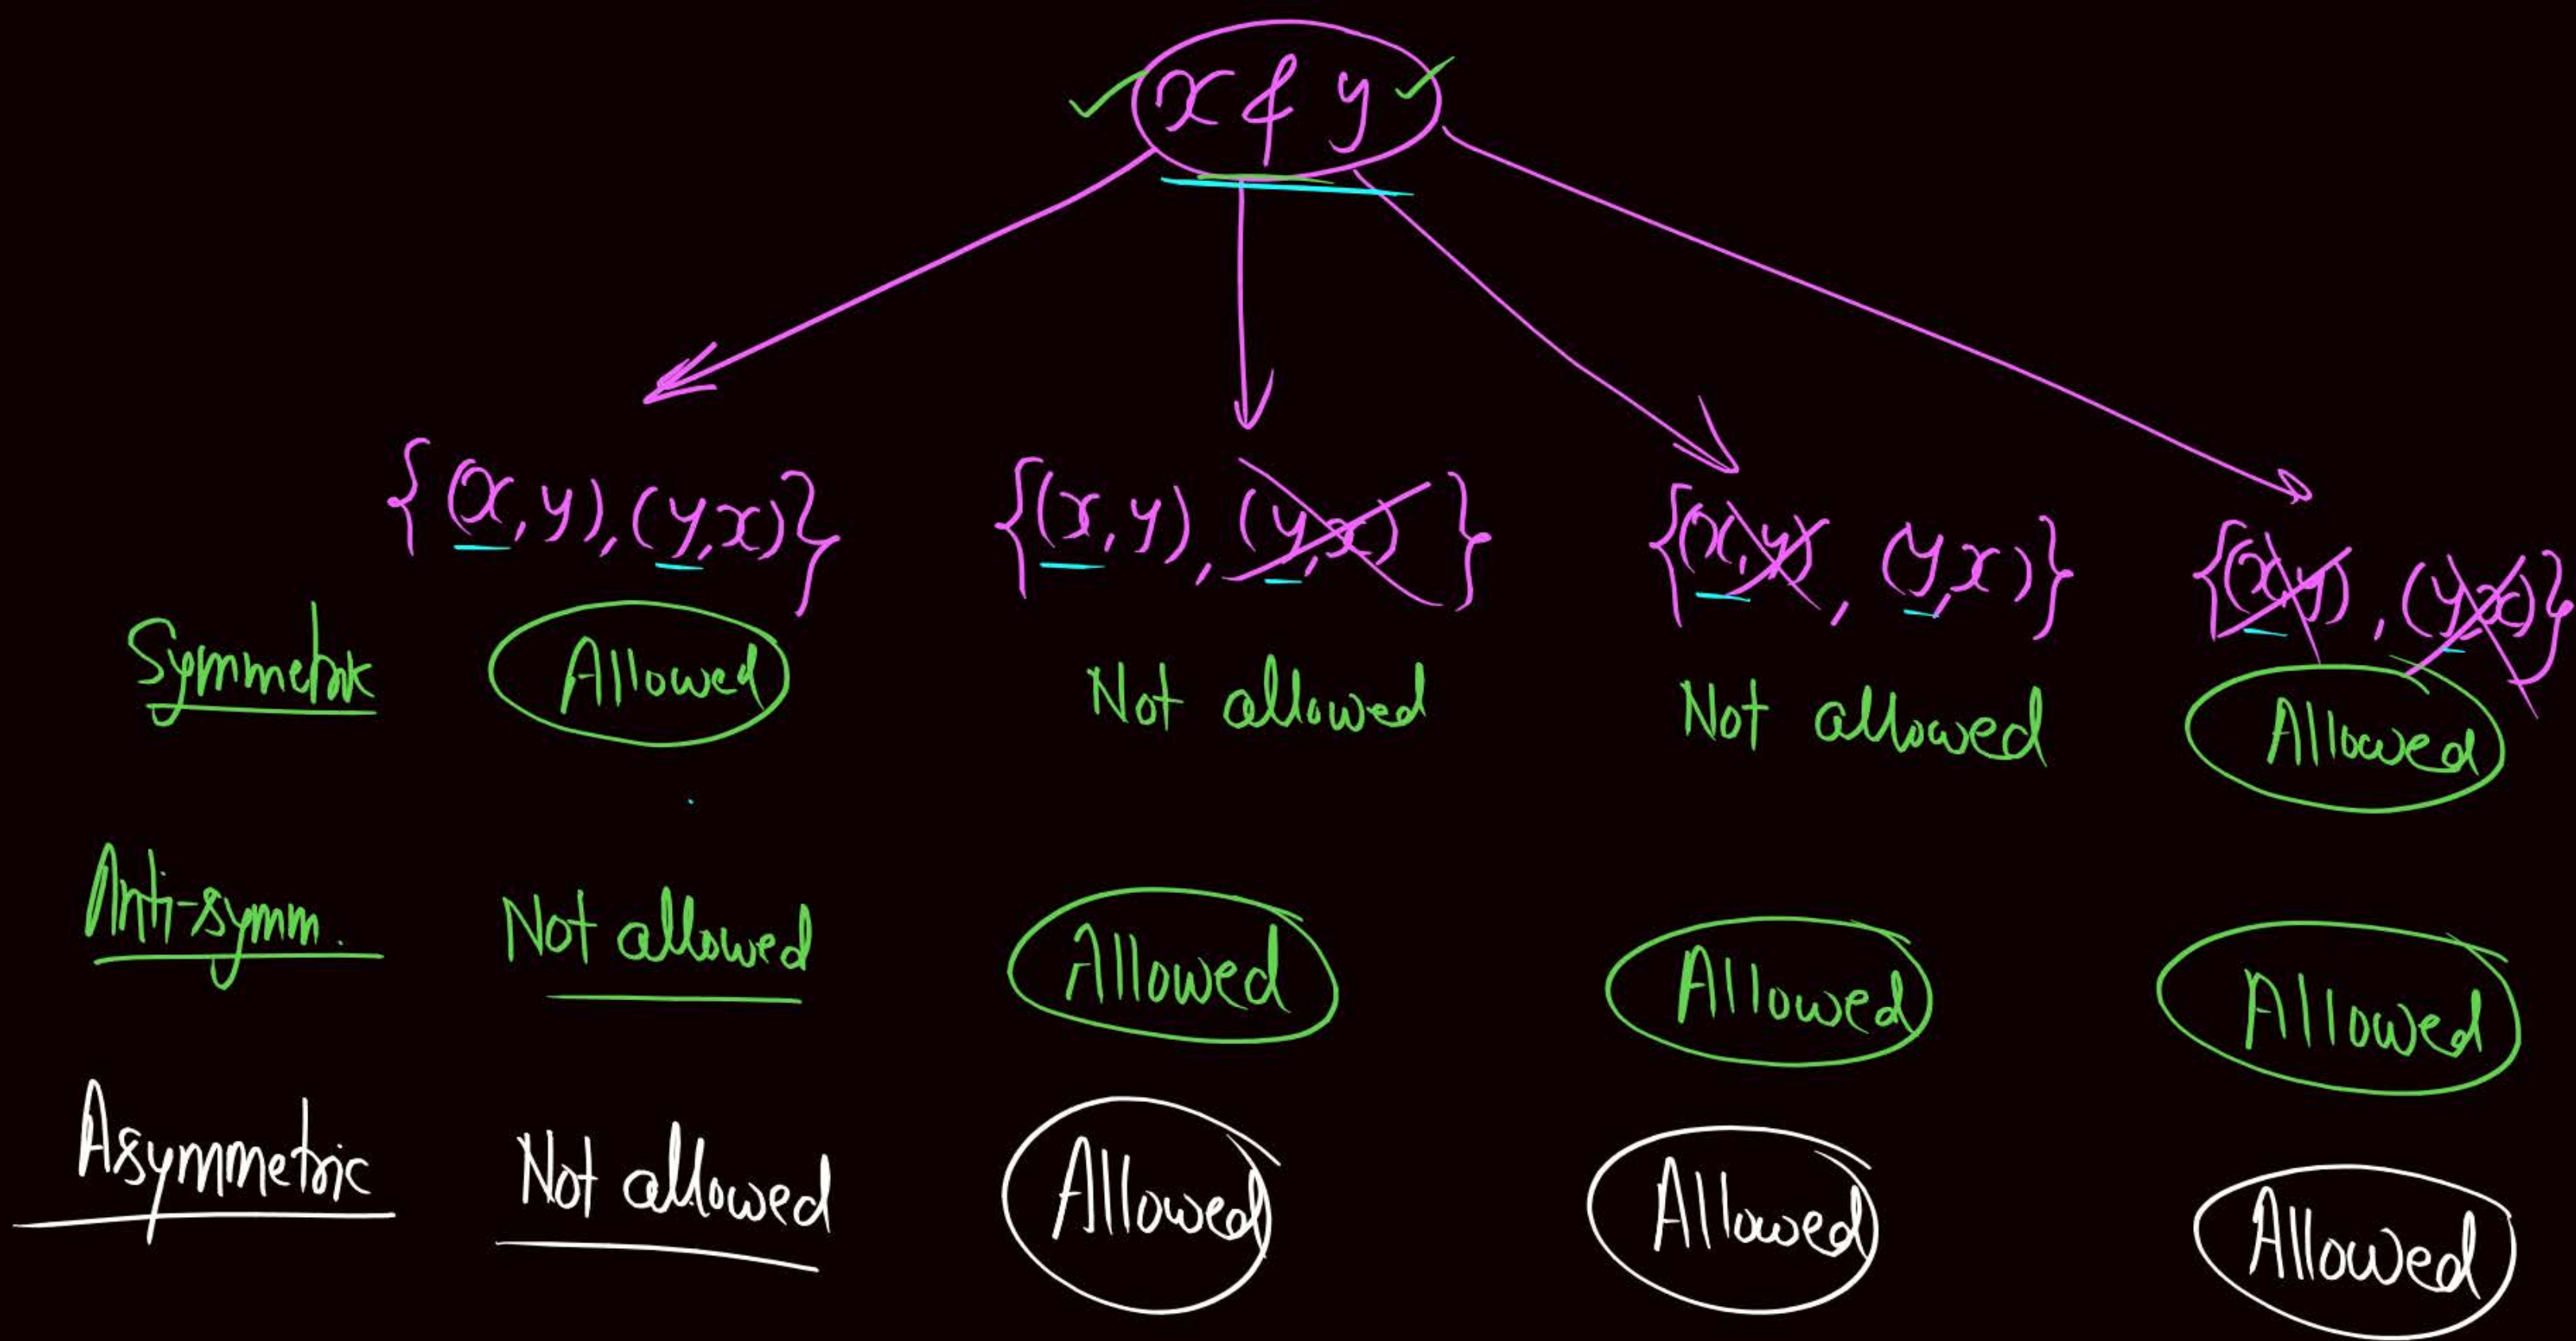 x & y
{(x,y),(y,x)} {(x,y),(y,x)} {(x,y),(y,x)} {(x,y),(y,x)}
Symmetric Allowed Not allowed Not allowed Allowed
Anti-symm. Not allowed Allowed Allowed Allowed
Asymmetric Not allowed Allowed Allowed Allowed